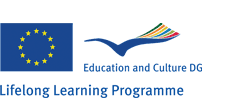 Education and Culture DG
Lifelong Learning Programme